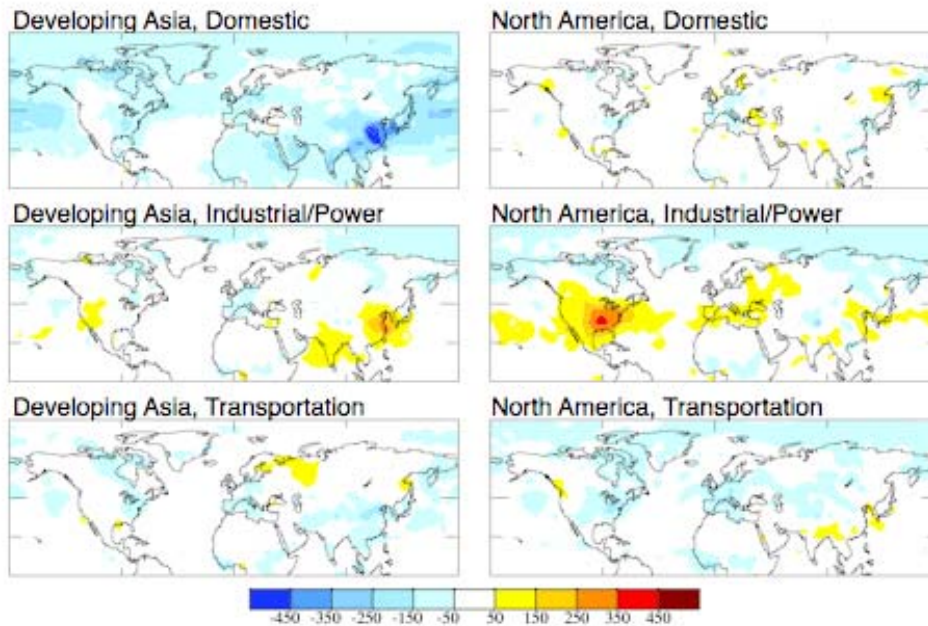 Developing Asia, Domestic
North America, Domestic
Developing Asia, Industrial/Power
North America, Industrial/Power
Developing Asia, Transportation
North America, Transportation
-450 -350 -250 -150 -50 50 150 250 350 450